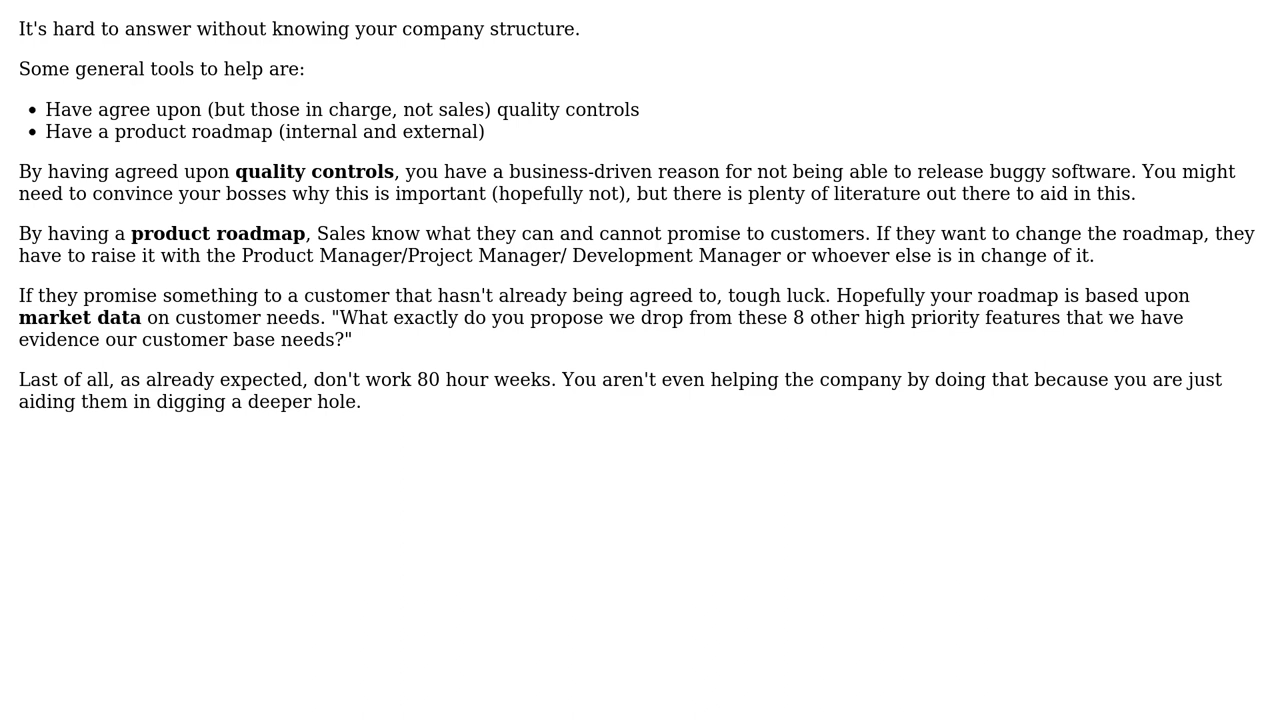 It's hard to answer without knowing your company structure.
Some general tools to help are:
• Have agree upon (but those in charge, not sales) quality controls
• Have a product roadmap (internal and external)
By having agreed upon quality controls, you have a business-driven reason for not being able to release buggy software. You might
need to convince your bosses why this is important (hopefully not), but there is plenty of literature out there to aid in this.
By having a product roadmap, Sales know what they can and cannot promise to customers. If they want to change the roadmap, they
have to raise it with the Product Manager/Project Manager/ Development Manager or whoever else is in change of it.
If they promise something to a customer that hasn't already being agreed to, tough luck. Hopefully your roadmap is based upon
market data on customer needs. "What exactly do you propose we drop from these 8 other high priority features that we have
evidence our customer base needs?"
Last of all, as already expected, don't work 80 hour weeks. You aren't even helping the company by doing that because you are just
aiding them in digging a deeper hole.